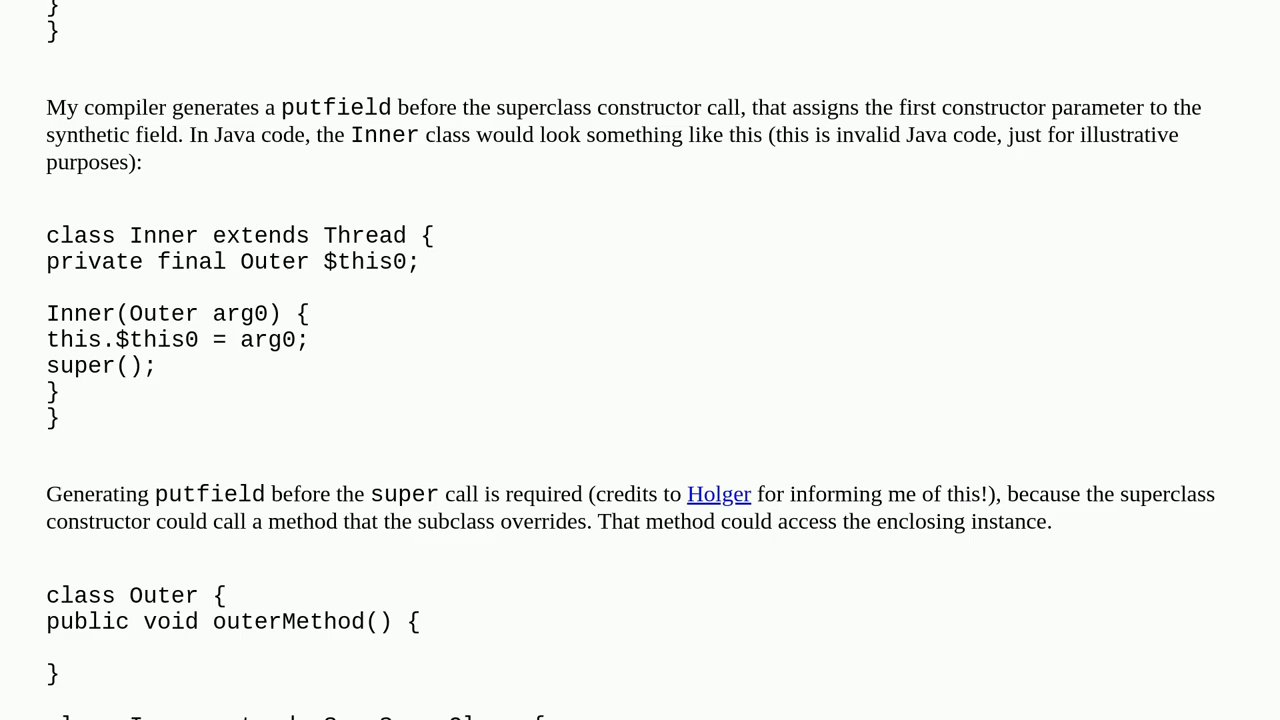 }
}
My compiler generates a putfield before the superclass constructor call, that assigns the first constructor parameter to the
synthetic field. In Java code, the Inner class would look something like this (this is invalid Java code, just for illustrative
purposes):
class Inner extends Thread {
private final Outer $this0;
Inner(Outer arg0) {
this.$this0 = arg0;
super();
}
}
Generating putfield before the super call is required (credits to Holger for informing me of this!), because the superclass
constructor could call a method that the subclass overrides. That method could access the enclosing instance.
class Outer {
public void outerMethod() {
}